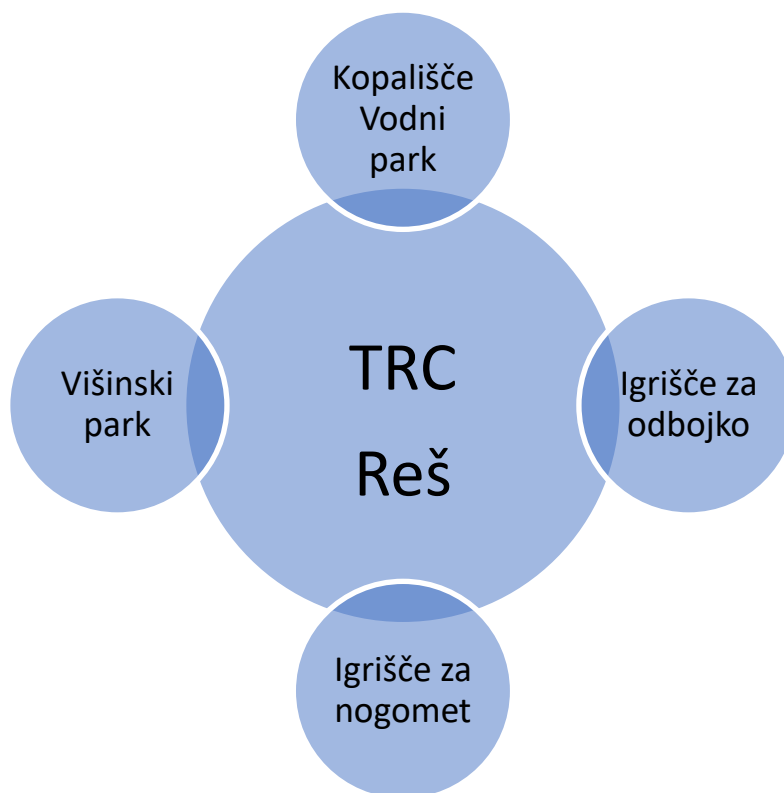 Kopališče
Vodni
park
Višinski
park
TRC
Reš
Igrišče za
odbojko
Igrišče za
nogomet